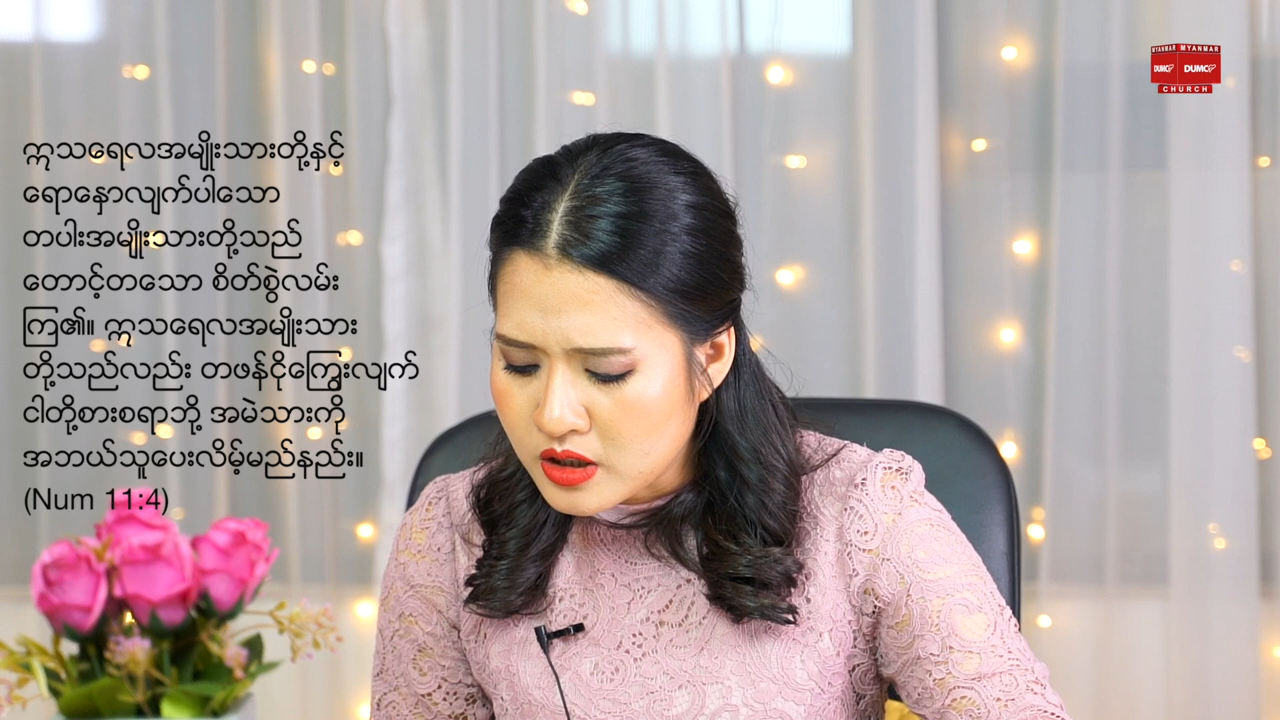 ဣသရေလအမျိုးသားတို့နှင့်
ရောနှောလျက်ပါသော
တပါးအမျိုးသားတို့သည်
တောင့်တသော စိတ်စွဲလမ်း
ကြ၏။ ဣသရေလအမျိုးသား
တို့သည်လည်း တဖန်ငိုကြွေးလျက်
ငါတို့စားစရာဘို့ အမဲသားကို
အဘယ်သူပေးလိမ့်မည်နည်း။
(Num 11:4)
MYANMAR MYANMAR
DUMC DUMC
CHURCH